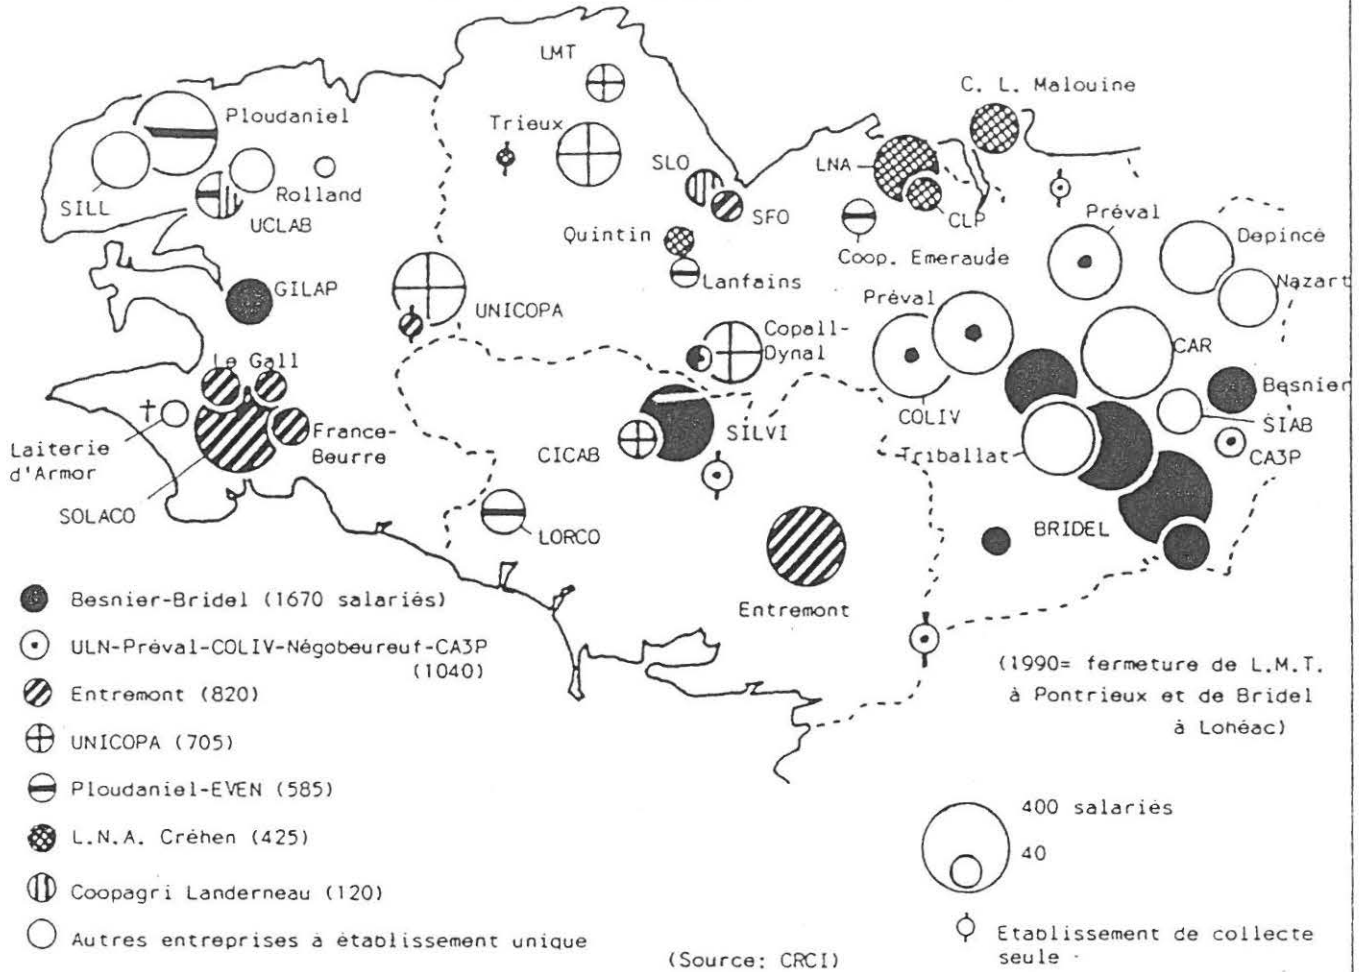 LMT
C. L. Malouine
Ploudaniel
Trieux
SLO
LNA
SILL
Rolland
UCLAB
SFO
CLP
Préval
Depincé
Quintin
Coop. Emeraude
Lanfains
Nazart
GILAP
UNICOPA
Préval
Copall-
Dynal
CAR
Le Gall
Besnier
COLIV
SIAB
Laiterie
d'Armor
France-
Beurre
CICAB
SILVI
Triballat
CA3P
SOLACO
LORCO
BRIDEL
Entremont
Besnier-Bridel (1670 salariés)
ULN-Préval-COLIV-Négobeureuf-CA3P
(1040)
Entremont (820)
UNICOPA (705)
Ploudaniel-EVEN (585)
L.N.A. Créhen (425)
Coopagri Landerneau (120)
Autres entreprises à établissement unique
(1990= fermeture de L.M.T.
à Pontrieux et de Bridel
à Lohéac)
400 salariés
40
Etablissement de collecte
seule
(Source: CRCI)